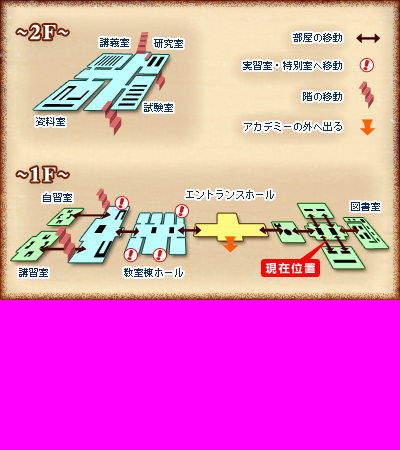 ~2F~
講義室
研究室
資料室
試験室
部屋の移動
実習室・特別室へ移動
!
階の移動
アカデミーの外へ出る
~1F~
自習室
!
!
エントランスホール
図書室
講習室
!
!
教室棟ホール
現在位置